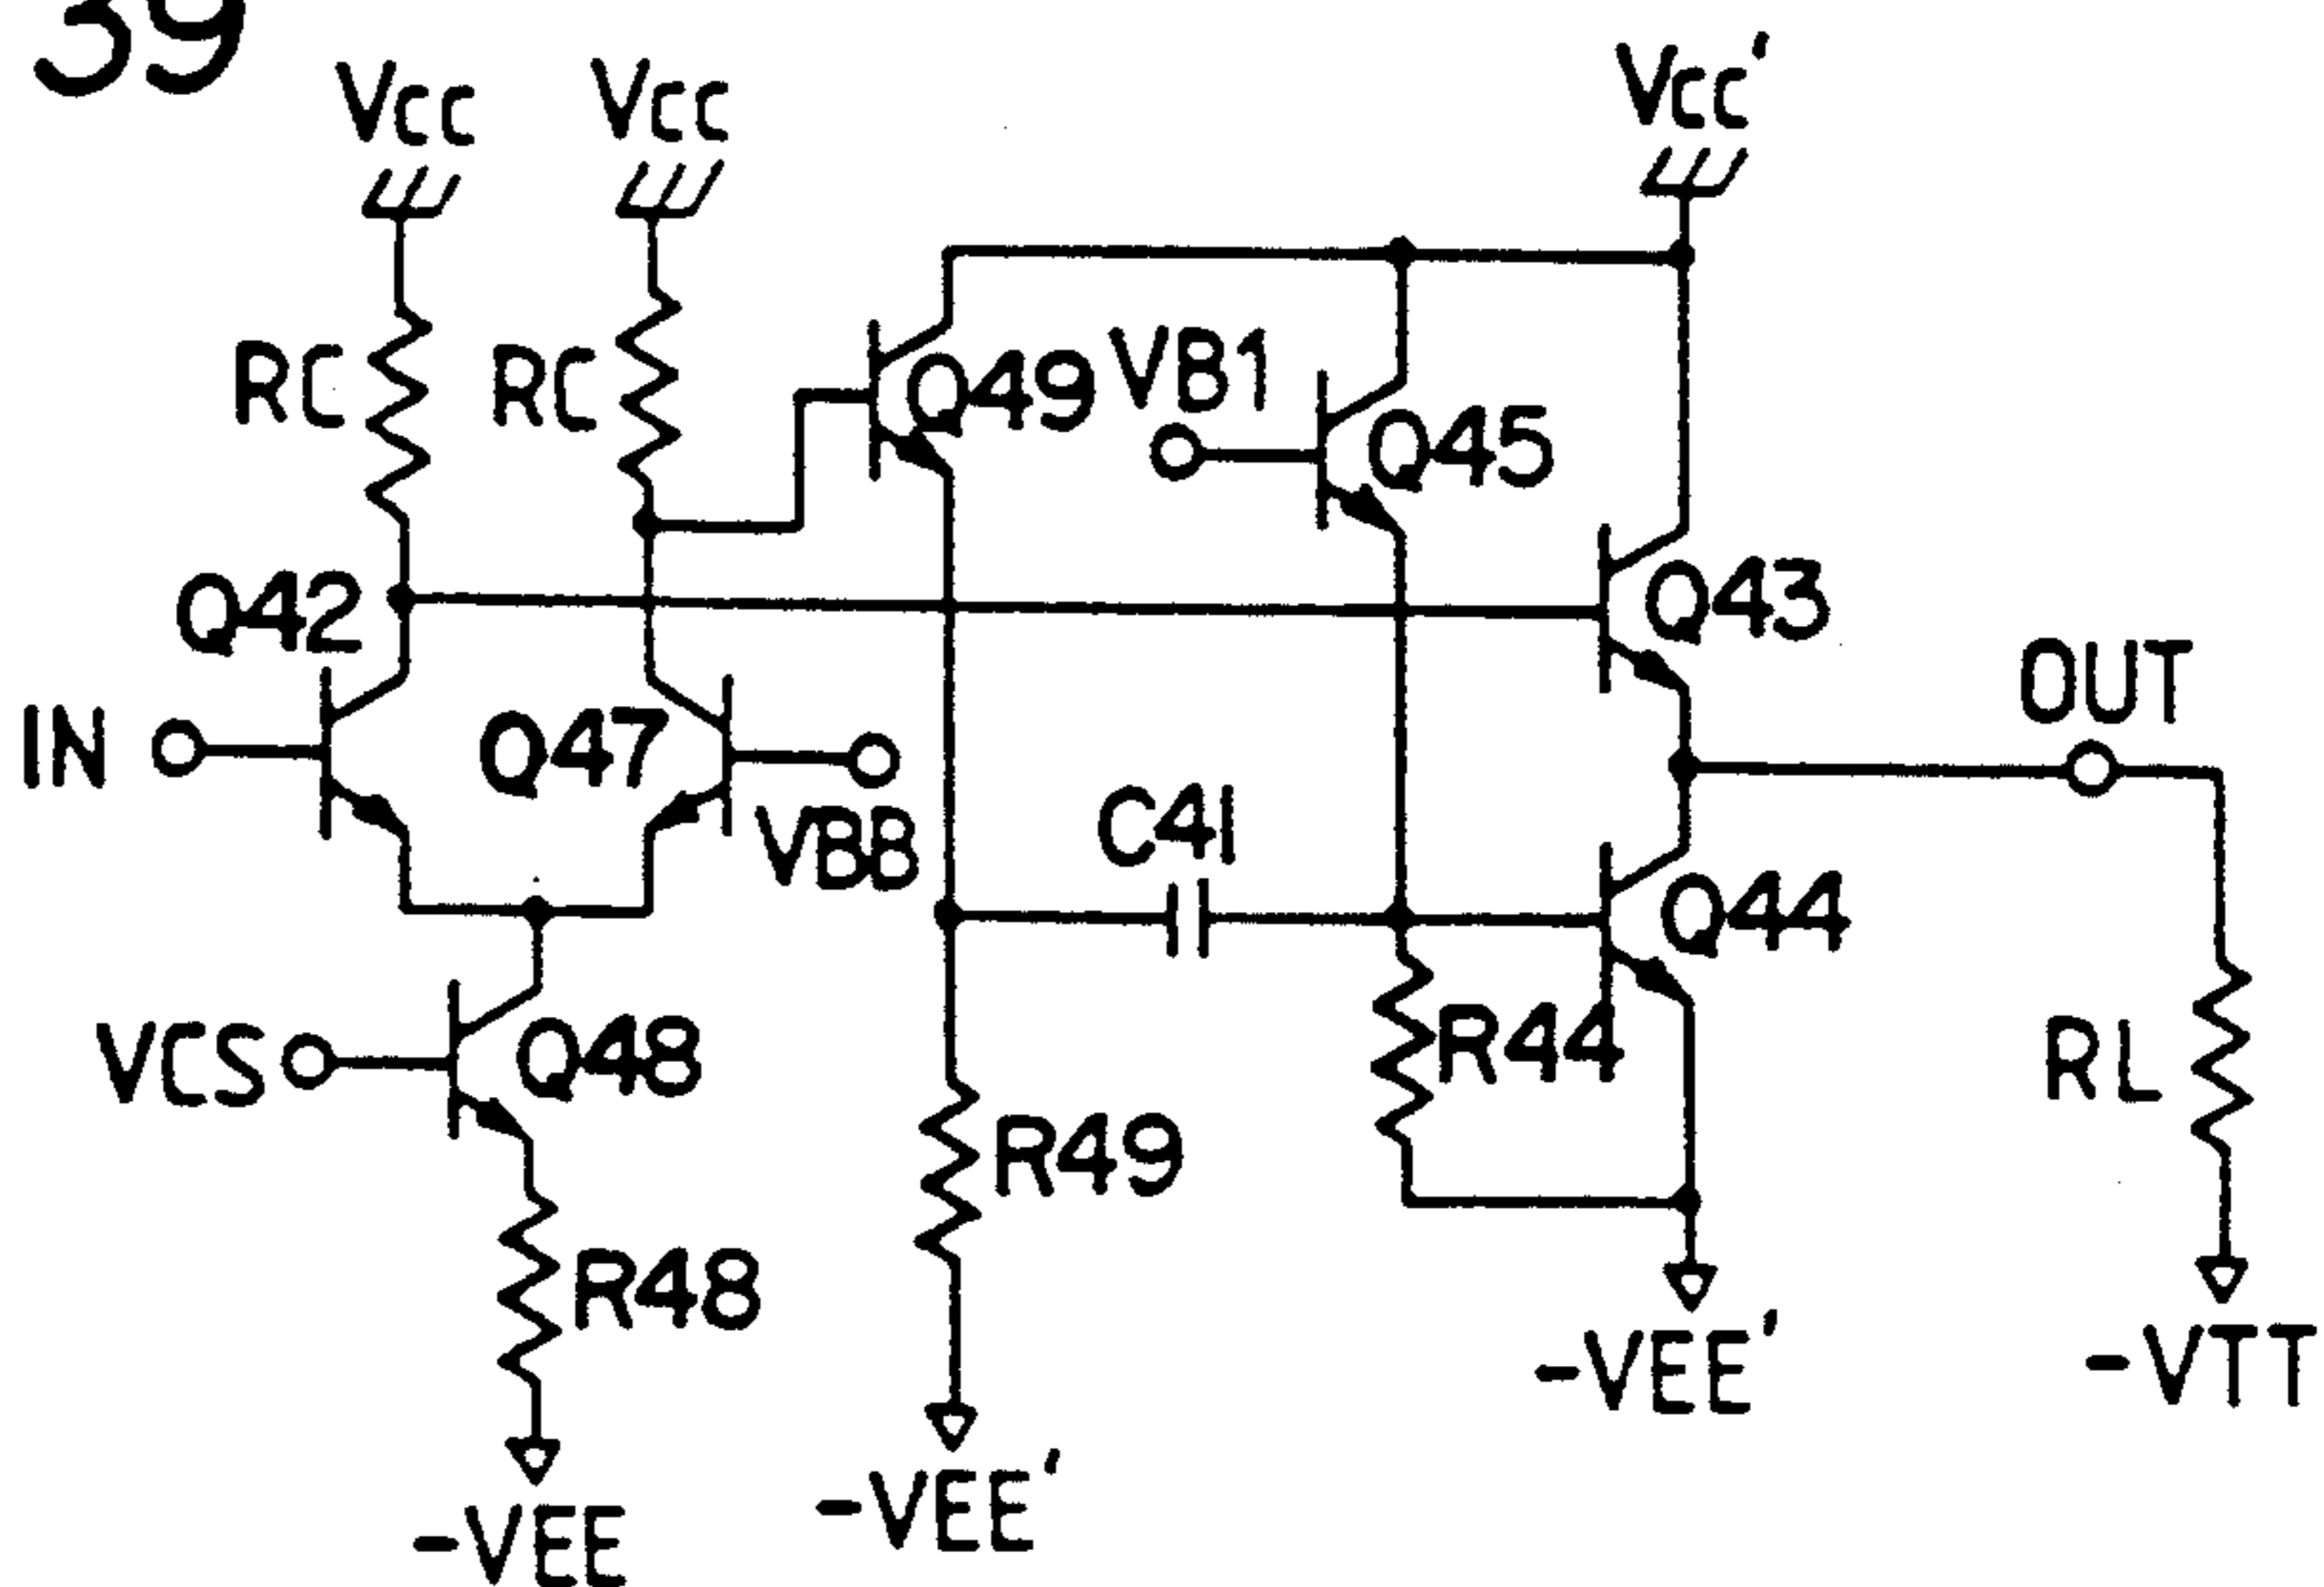 39
Vcc
Vcc
Vcc'
RC
RC
Q49
VB1
Q45
Q42
Q43
OUT
IN
Q47
VBB
C41
Q44
VCS
Q48
R44
RL
R49
R48
-VEE'
-VTT
-VEE'
-VEE